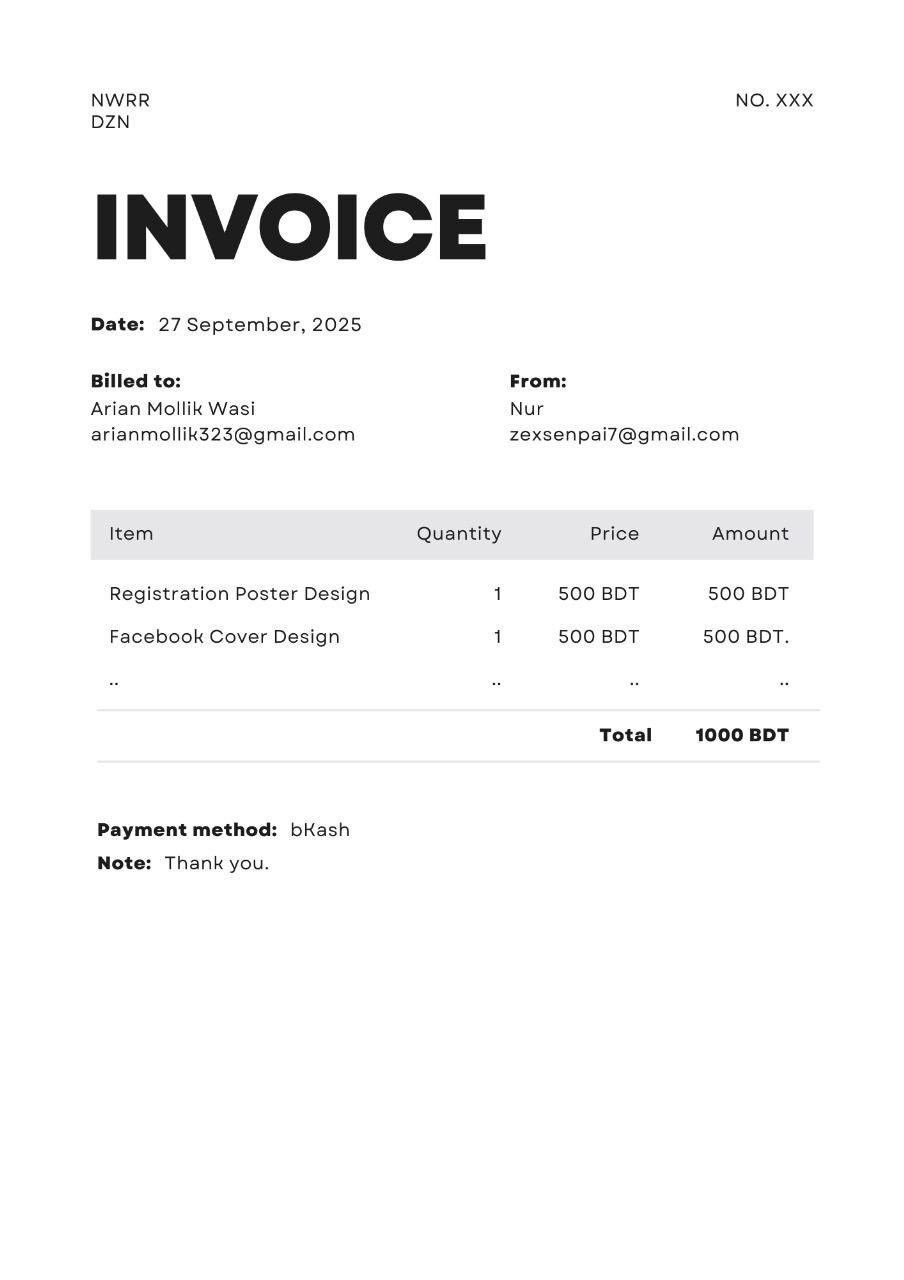 NWRR
DZN
NO. XXX
INVOICE
Date: 27 September, 2025
Billed to:
Arian Mollik Wasi
arianmollik323@gmail.com
From:
Nur
zexsenpai7@gmail.com
Item Quantity Price Amount
Registration Poster Design 1 500 BDT 500 BDT
Facebook Cover Design 1 500 BDT 500 BDT.
.. .. .. ..
Total 1000 BDT
Payment method: bKash
Note: Thank you.